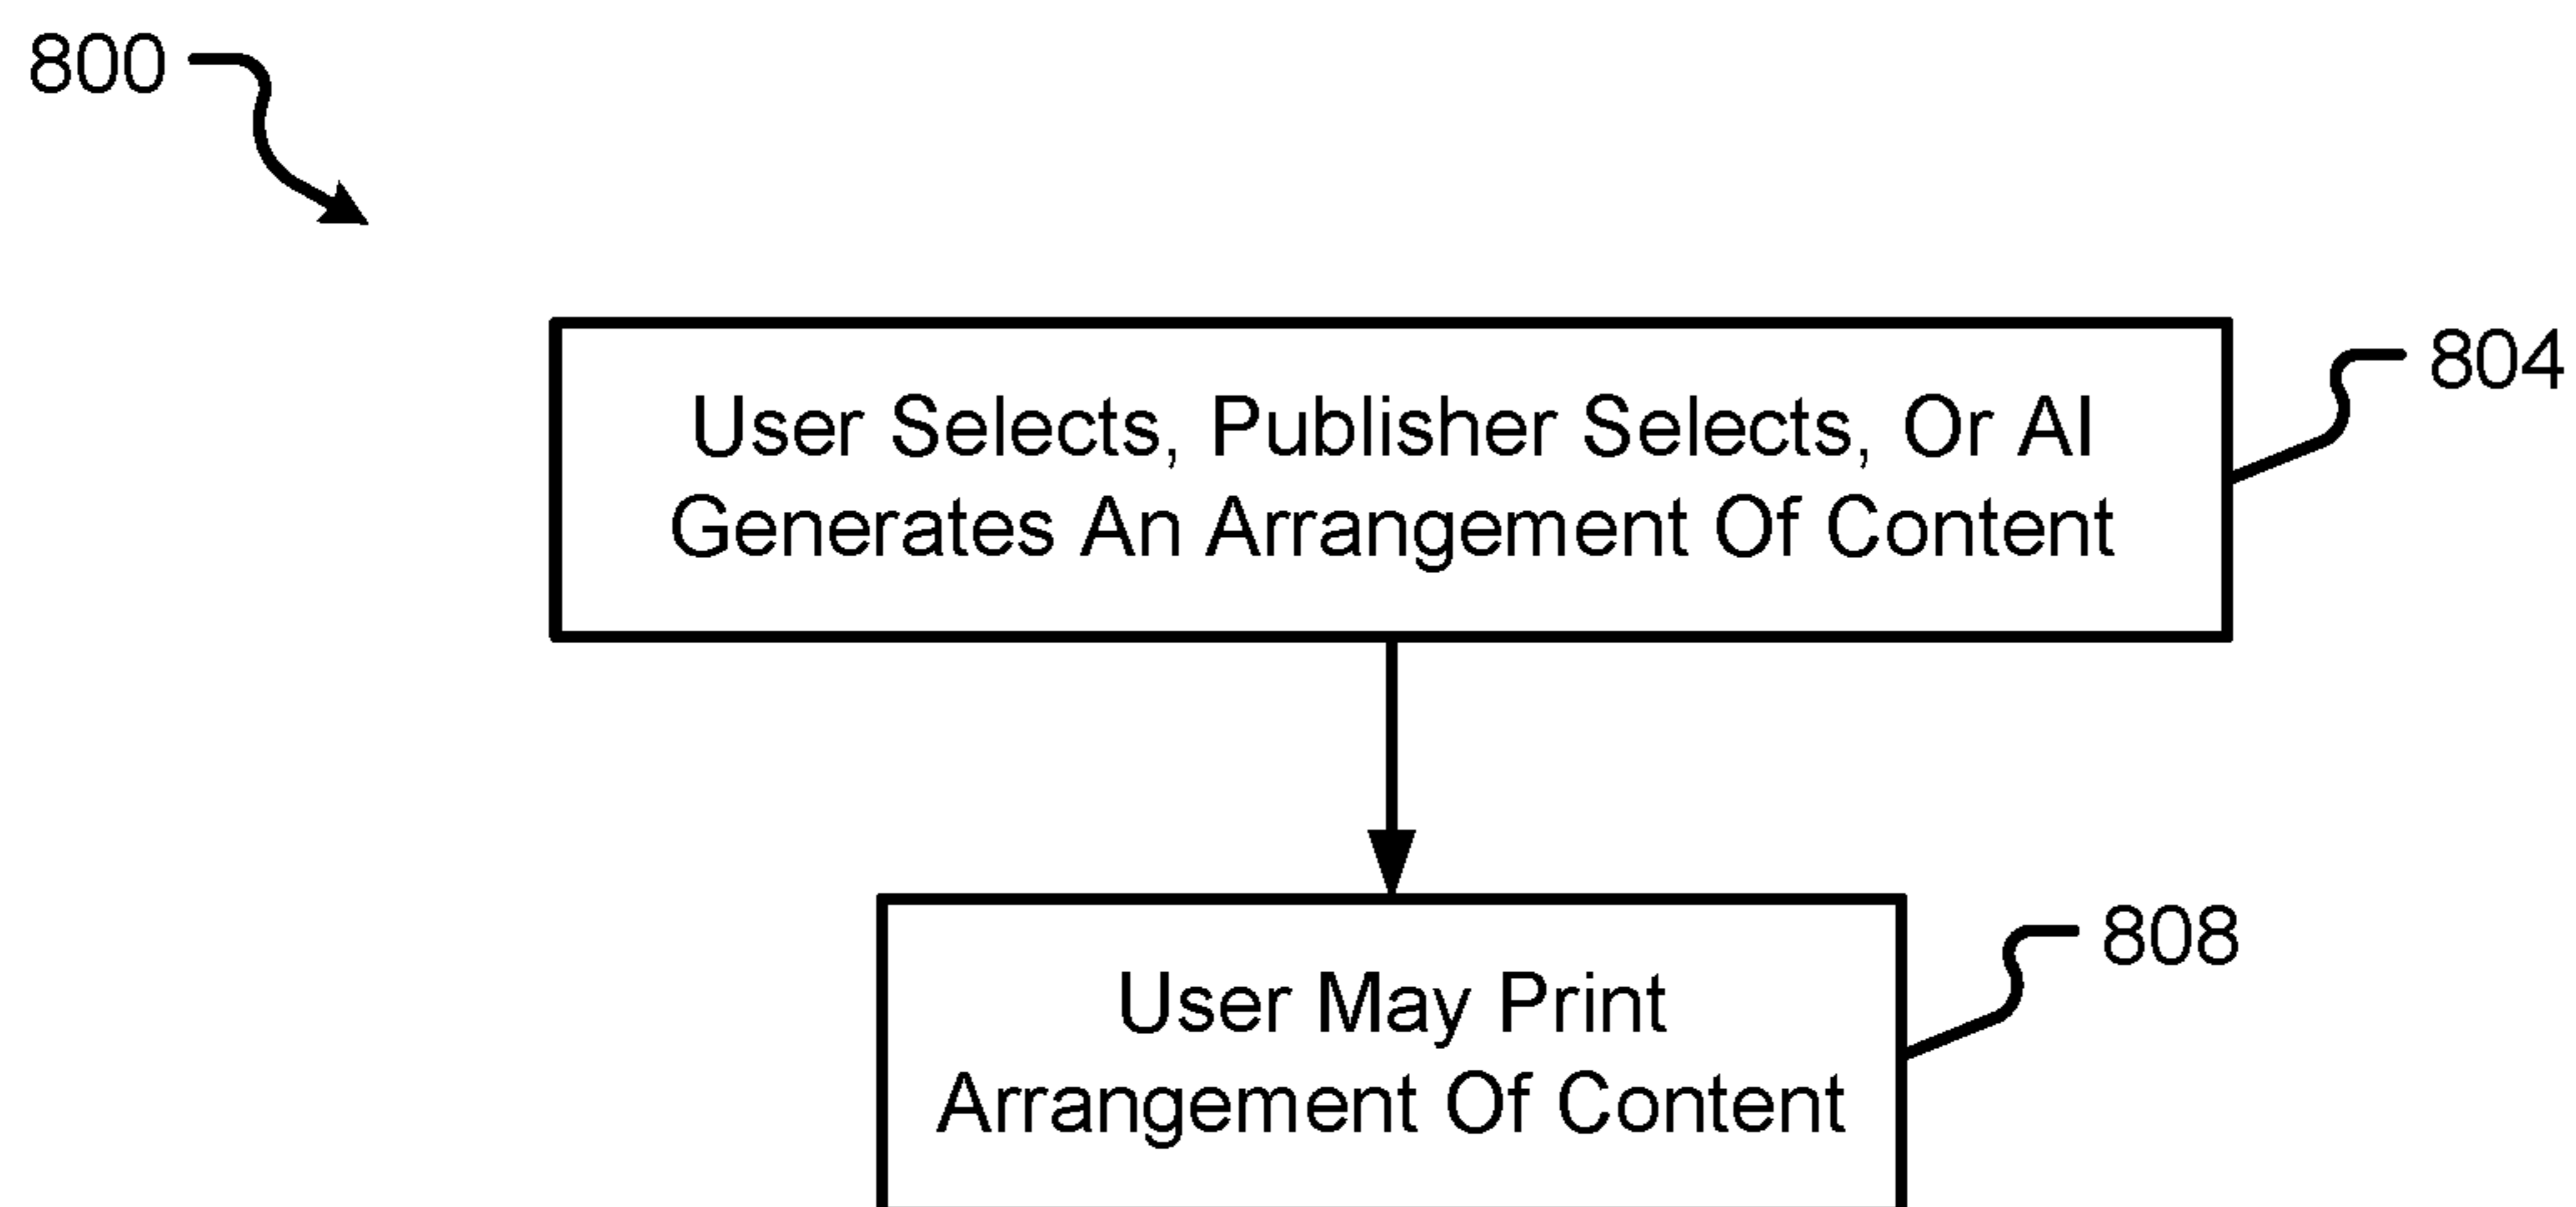 800
User Selects, Publisher Selects, Or AI
Generates An Arrangement Of Content
804
User May Print
Arrangement Of Content
808